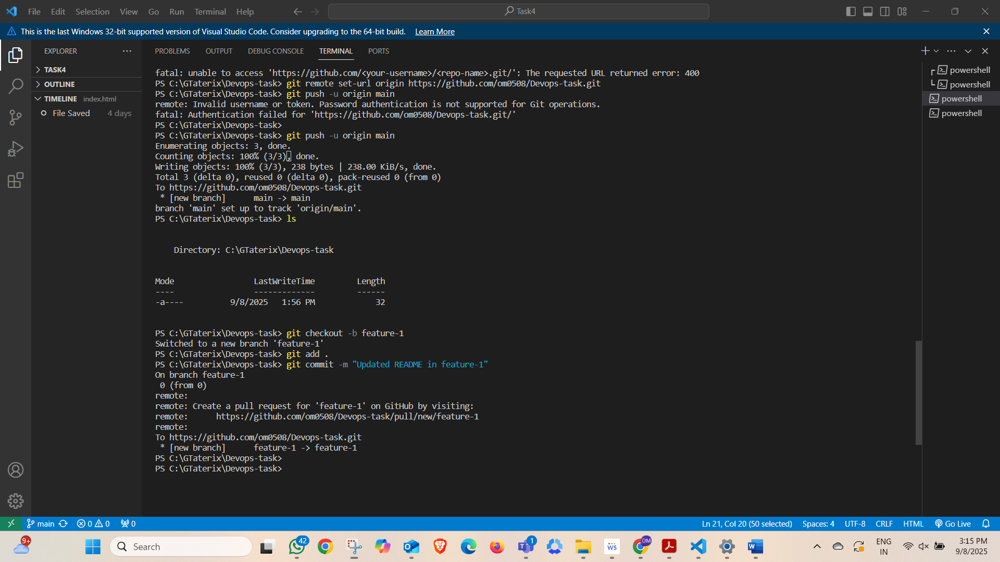 File Edit Selection View Go Run Terminal Help
Task4
This is the last Windows 32-bit supported version of Visual Studio Code. Consider upgrading to the 64-bit build. Learn More
EXPLORER
TASK4
OUTLINE
TIMELINE index.html
File Saved 4 days
PROBLEMS OUTPUT DEBUG CONSOLE TERMINAL PORTS
fatal: unable to access 'https://github.com/<your-username>/<repo-name>.git/': The requested URL returned error: 400
PS C:\GTaterix\Devops-task> git remote set-url origin https://github.com/om0508/Devops-task.git
PS C:\GTaterix\Devops-task> git push -u origin main
remote: Invalid username or token. Password authentication is not supported for Git operations.
fatal: Authentication failed for 'https://github.com/om0508/Devops-task.git/'
PS C:\GTaterix\Devops-task>
PS C:\GTaterix\Devops-task> git push -u origin main
Enumerating objects: 3, done.
Counting objects: 100% (3/3), done.
Writing objects: 100% (3/3), 238 bytes | 238.00 KiB/s, done.
Total 3 (delta 0), reused 0 (delta 0), pack-reused 0 (from 0)
To https://github.com/om0508/Devops-task.git
* [new branch] main -> main
branch 'main' set up to track 'origin/main'.
PS C:\GTaterix\Devops-task> ls
Directory: C:\GTaterix\Devops-task
Mode LastWriteTime Length
---- ------------- ------
-a---- 9/8/2025 1:56 PM 32
PS C:\GTaterix\Devops-task> git checkout -b feature-1
Switched to a new branch 'feature-1'
PS C:\GTaterix\Devops-task> git add .
PS C:\GTaterix\Devops-task> git commit -m "Updated README in feature-1"
On branch feature-1
0 (from 0)
remote:
remote: Create a pull request for 'feature-1' on GitHub by visiting:
remote: https://github.com/om0508/Devops-task/pull/new/feature-1
remote:
To https://github.com/om0508/Devops-task.git
* [new branch] feature-1 -> feature-1
PS C:\GTaterix\Devops-task>
PS C:\GTaterix\Devops-task>
powershell
powershell
powershell
powershell
main 0 0 0
Ln 21, Col 20 (50 selected) Spaces: 4 UTF-8 CRLF HTML Go Live
9+
Search
42
1
WS
OM
ENG
IN
3:15 PM
9/8/2025